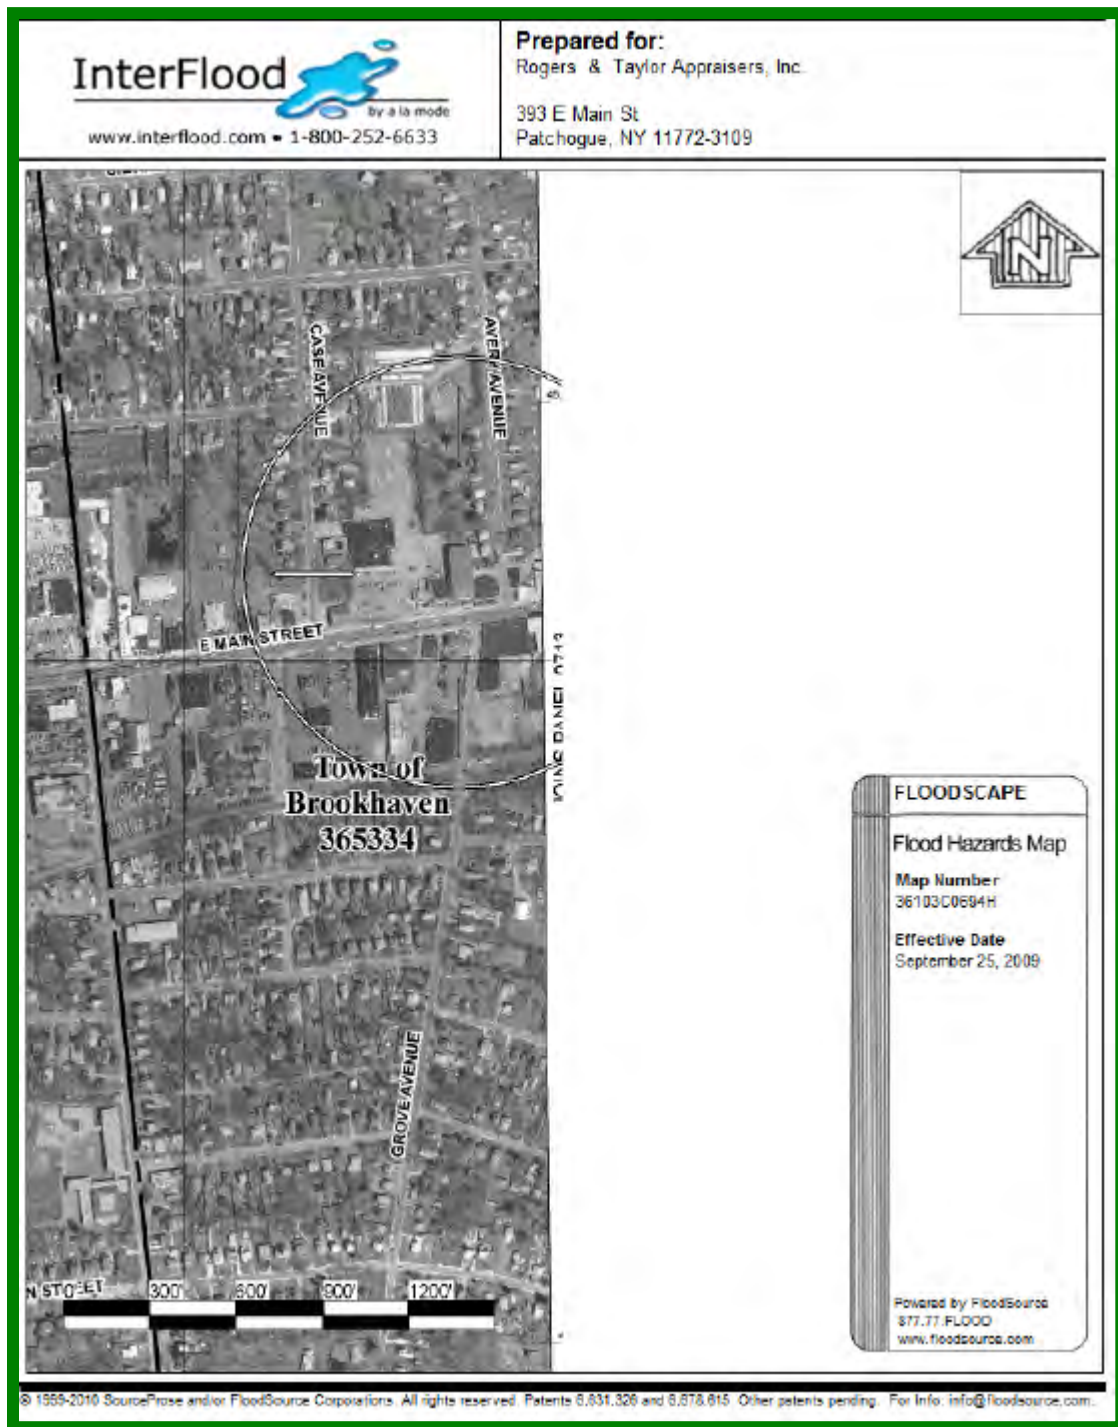 InterFlood
by a la mode
www.interflood.com • 1-800-252-6633
Prepared for:
Rogers & Taylor Appraisers, Inc.
393 E Main St
Patchogue, NY 11772-3109
N
CASE AVENUE
AVERY AVENUE
E MAIN STREET
JOINS PANEL 0713
Town of
Brookhaven
365334
GROVE AVENUE
0 300' 600' 900' 1200'
FLOODSCAPE
Flood Hazards Map
Map Number
36103C0694H
Effective Date
September 25, 2009
Powered by FloodSource
877.77.FLOOD
www.floodsource.com
© 1999-2010 SourceProse and/or FloodSource Corporations. All rights reserved. Patents 6,631,326 and 6,678,615. Other patents pending. For Info: info@floodsource.com.